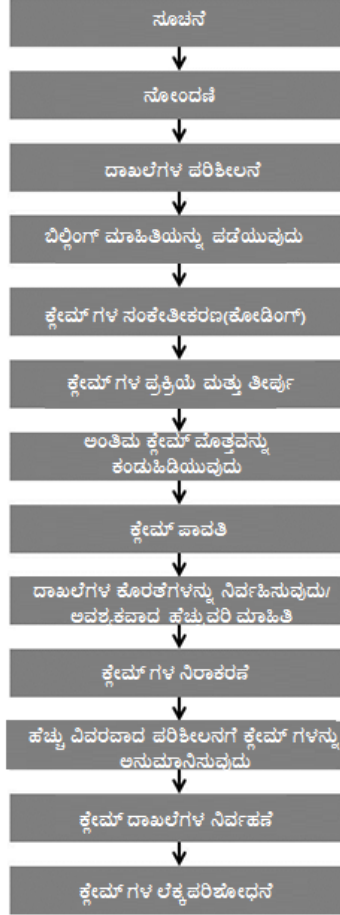 ಸೂಚನೆ
ನೋಂದಣಿ
ದಾಖಲೆಗಳ ಪರಿಶೀಲನೆ
ಬಿಲ್ಲಿಂಗ್ ಮಾಹಿತಿಯನ್ನು ಪಡೆಯುವುದು
ಕ್ಲೇಮ್ ಗಳ ಸಂಕೇತೀಕರಣ(ಕೋಡಿಂಗ್)
ಕ್ಲೇಮ್ ಗಳ ಪ್ರಕ್ರಿಯೆ ಮತ್ತು ತೀರ್ಪು
ಅಂತಿಮ ಕ್ಲೇಮ್ ಮೊತ್ತವನ್ನು
ಕಂಡುಹಿಡಿಯುವುದು
ಕ್ಲೇಮ್ ಪಾವತಿ
ದಾಖಲೆಗಳ ಕೊರತೆಗಳನ್ನು ನಿರ್ವಹಿಸುವುದು/
ಅವಶ್ಯಕವಾದ ಹೆಚ್ಚುವರಿ ಮಾಹಿತಿ
ಕ್ಲೇಮ್ ಗಳ ನಿರಾಕರಣೆ
ಹೆಚ್ಚು ವಿವರವಾದ ಪರಿಶೀಲನಗೆ ಕ್ಲೇಮ್ ಗಳನ್ನು
ಅನುಮಾನಿಸುವುದು
ಕ್ಲೇಮ್ ದಾಖಲೆಗಳ ನಿರ್ವಹಣೆ
ಕ್ಲೇಮ್ ಗಳ ಲೆಕ್ಕಪರಿಶೋಧನೆ